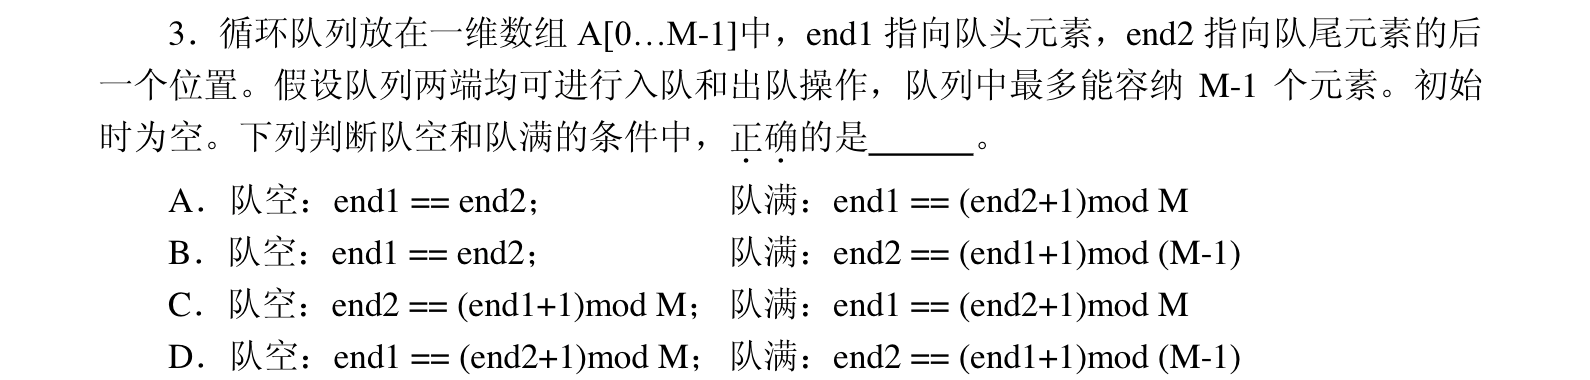 3．循环队列放在一维数组 A[0…M-1]中，end1 指向队头元素，end2 指向队尾元素的后
一个位置。假设队列两端均可进行入队和出队操作，队列中最多能容纳 M-1 个元素。初始
时为空。下列判断队空和队满的条件中，正确的是______。
A．队空：end1 == end2； 队满：end1 == (end2+1)mod M
B．队空：end1 == end2； 队满：end2 == (end1+1)mod (M-1)
C．队空：end2 == (end1+1)mod M； 队满：end1 == (end2+1)mod M
D．队空：end1 == (end2+1)mod M； 队满：end2 == (end1+1)mod (M-1)